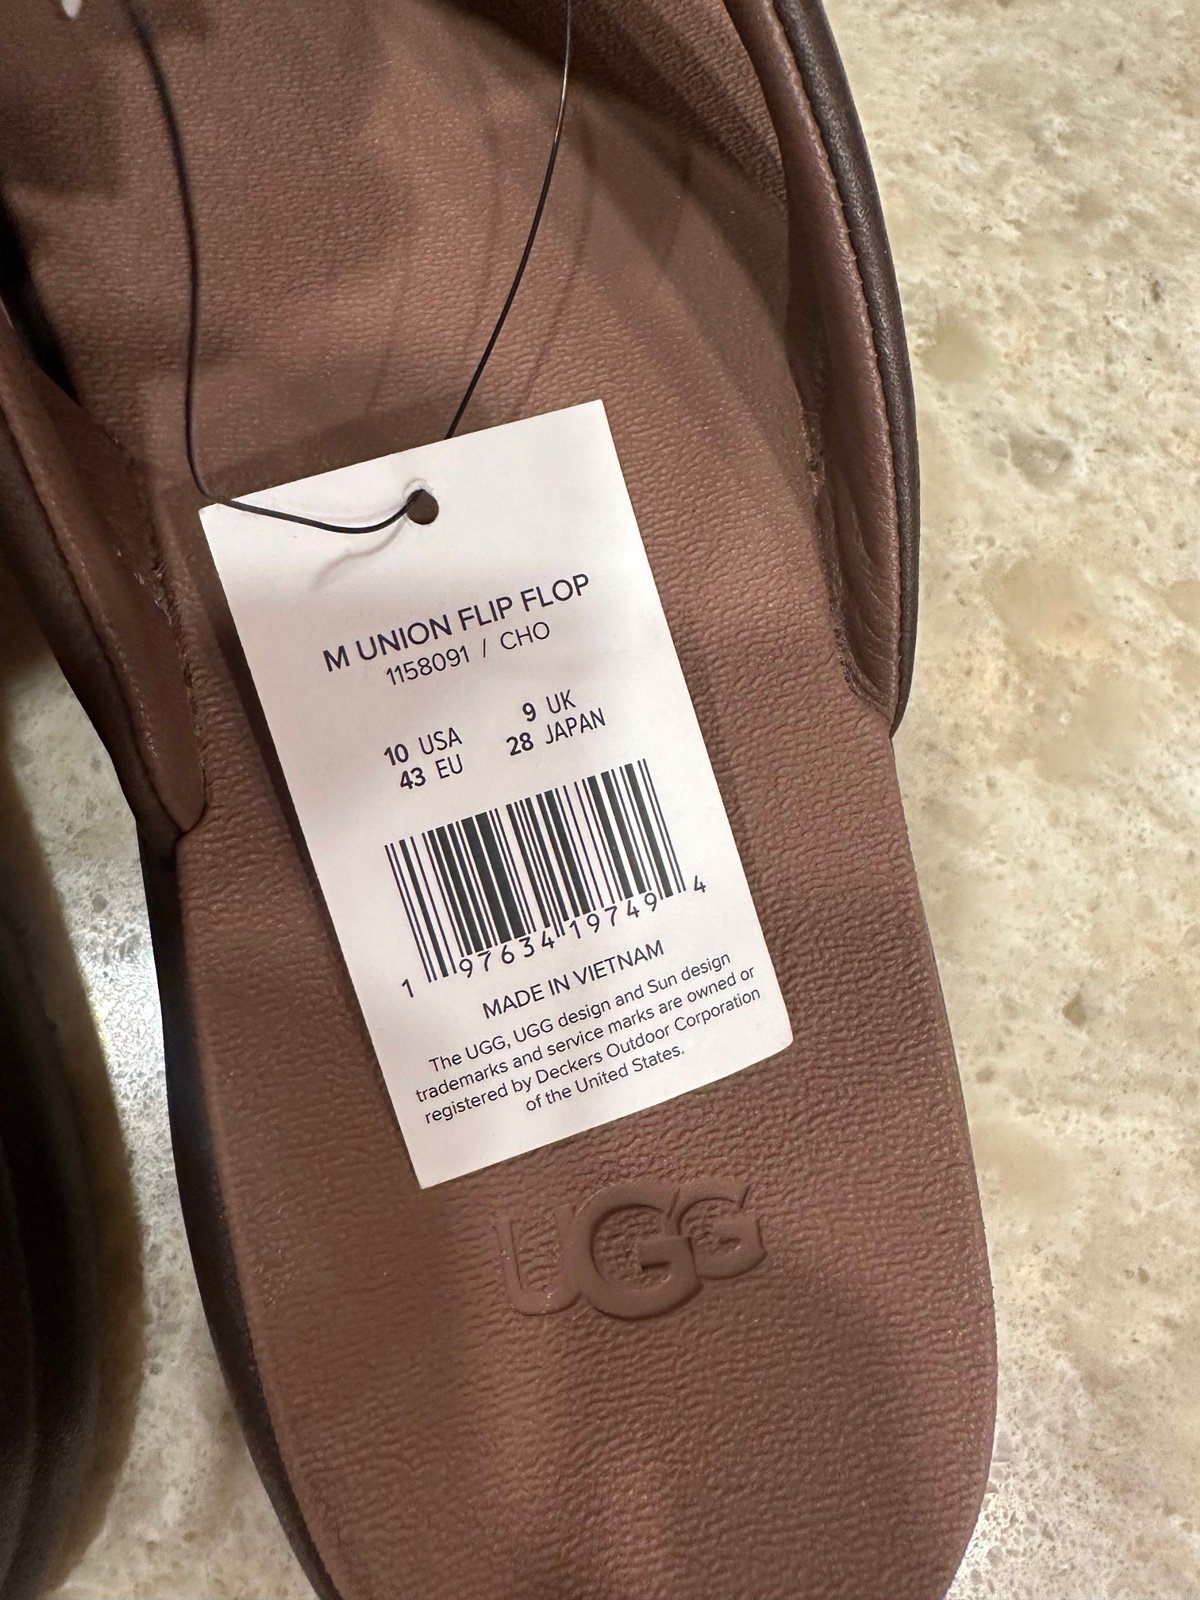 M UNION FLIP FLOP
1158091 / CHO
10 USA 9 UK
43 EU 28 JAPAN
1 97634 19749 4
MADE IN VIETNAM
The UGG, UGG design and Sun design
trademarks and service marks are owned or
registered by Deckers Outdoor Corporation
of the United States.
UGG